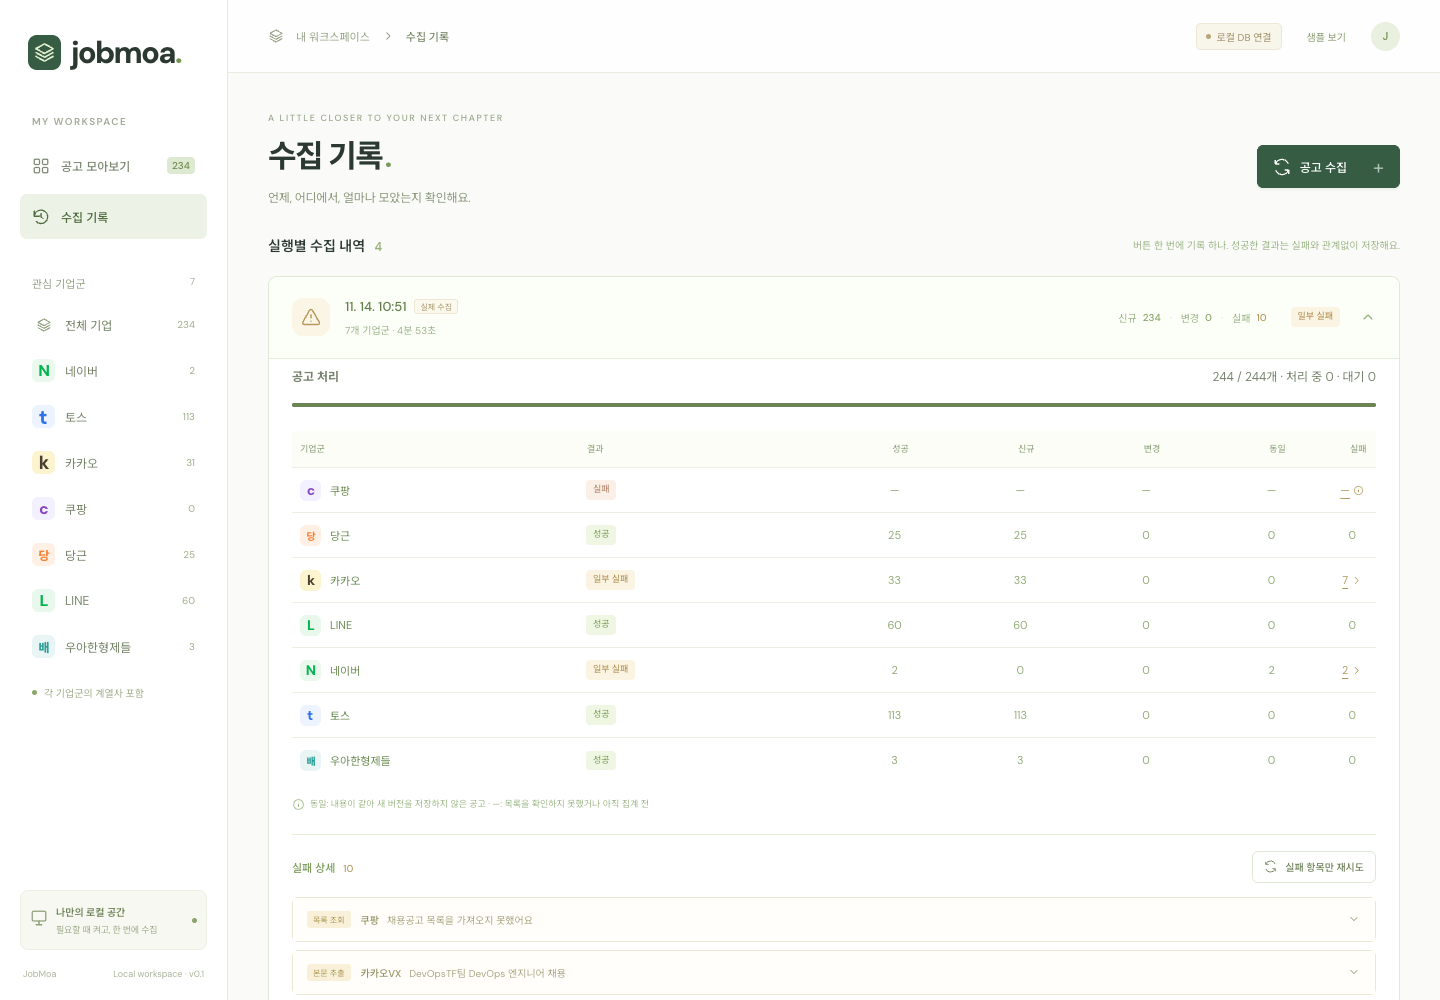 jobmoa.
MY WORKSPACE
공고 모아보기 234
수집 기록
관심 기업군 7
전체 기업 234
N 네이버 2
t 토스 113
k 카카오 31
c 쿠팡 0
당 당근 25
L LINE 60
배 우아한형제들 3
각 기업군의 계열사 포함
나만의 로컬 공간
필요할 때 켜고, 한 번에 수집
JobMoa Local workspace · v0.1
내 워크스페이스 수집 기록
로컬 DB 연결 샘플 보기 J
A LITTLE CLOSER TO YOUR NEXT CHAPTER
수집 기록.
언제, 어디에서, 얼마나 모았는지 확인해요.
공고 수집 +
실행별 수집 내역 4
버튼 한 번에 기록 하나. 성공한 결과는 실패와 관계없이 저장해요.
11. 14. 10:51 실제 수집
7개 기업군 · 4분 53초
신규 234 · 변경 0 · 실패 10 일부 실패
공고 처리 244 / 244개 · 처리 중 0 · 대기 0
기업군 결과 성공 신규 변경 동일 실패
c 쿠팡 실패 — — — — —
당 당근 성공 25 25 0 0 0
k 카카오 일부 실패 33 33 0 0 7
L LINE 성공 60 60 0 0 0
N 네이버 일부 실패 2 0 0 2 2
t 토스 성공 113 113 0 0 0
배 우아한형제들 성공 3 3 0 0 0
동일: 내용이 같아 새 버전을 저장하지 않은 공고 · —: 목록을 확인하지 못했거나 아직 집계 전
실패 상세 10
실패 항목만 재시도
목록 조회 쿠팡 채용공고 목록을 가져오지 못했어요
본문 추출 카카오VX DevOpsTF팀 DevOps 엔지니어 채용